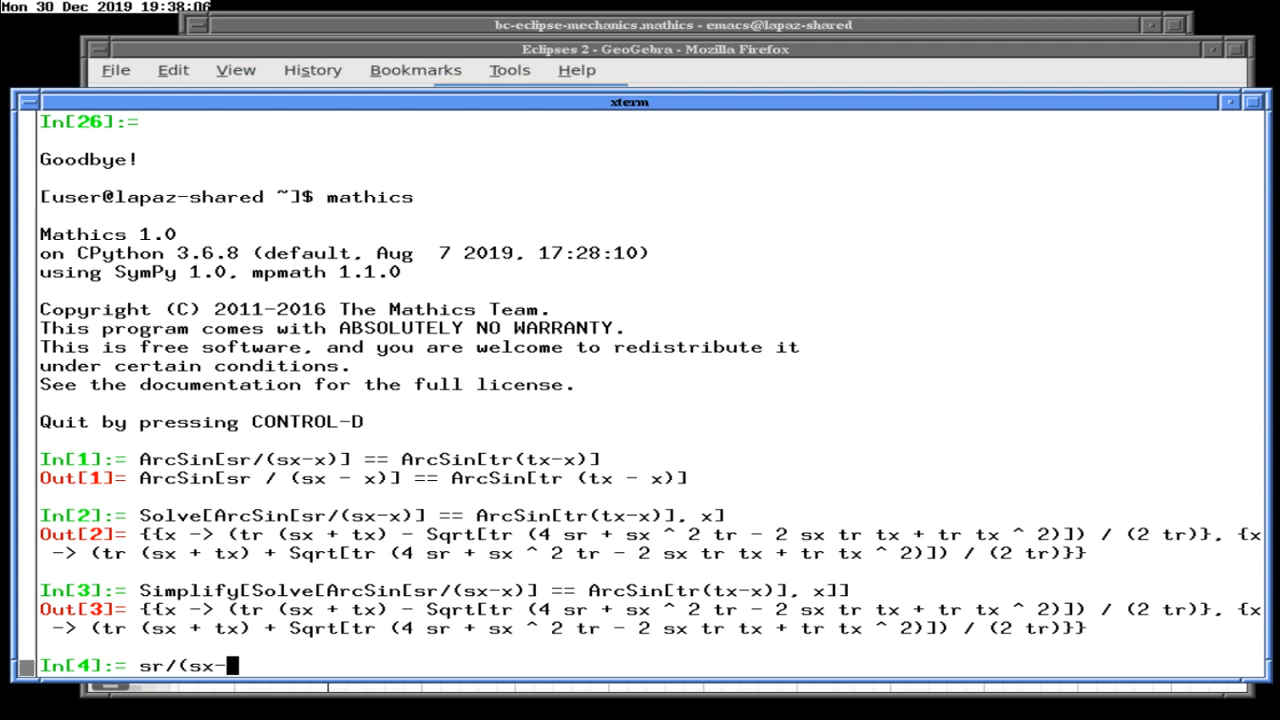 Mon 30 Dec 2019 19:38:06
bc-eclipse-mechanics.mathics - emacs@lapaz-shared
Eclipses 2 - GeoGebra - Mozilla Firefox
File Edit View History Bookmarks Tools Help
xterm
In[26]:=
Goodbye!
[user@lapaz-shared ~]$ mathics
Mathics 1.0
on CPython 3.6.8 (default, Aug  7 2019, 17:28:10)
using SymPy 1.0, mpmath 1.1.0
Copyright (C) 2011-2016 The Mathics Team.
This program comes with ABSOLUTELY NO WARRANTY.
This is free software, and you are welcome to redistribute it
under certain conditions.
See the documentation for the full license.
Quit by pressing CONTROL-D
In[1]:= ArcSin[sr/(sx-x)] == ArcSin[tr(tx-x)]
Out[1]= ArcSin[sr / (sx - x)] == ArcSin[tr (tx - x)]
In[2]:= Solve[ArcSin[sr/(sx-x)] == ArcSin[tr(tx-x)], x]
Out[2]= {{x -> (tr (sx + tx) - Sqrt[tr (4 sr + sx ^ 2 tr - 2 sx tr tx + tr tx ^ 2)]) / (2 tr)}, {x
-> (tr (sx + tx) + Sqrt[tr (4 sr + sx ^ 2 tr - 2 sx tr tx + tr tx ^ 2)]) / (2 tr)}}
In[3]:= Simplify[Solve[ArcSin[sr/(sx-x)] == ArcSin[tr(tx-x)], x]]
Out[3]= {{x -> (tr (sx + tx) - Sqrt[tr (4 sr + sx ^ 2 tr - 2 sx tr tx + tr tx ^ 2)]) / (2 tr)}, {x
-> (tr (sx + tx) + Sqrt[tr (4 sr + sx ^ 2 tr - 2 sx tr tx + tr tx ^ 2)]) / (2 tr)}}
In[4]:= sr/(sx-